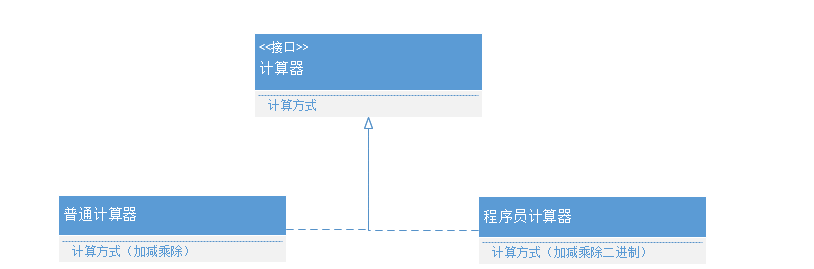 <<接口>>
计算器
计算方式
普通计算器
计算方式（加减乘除）
程序员计算器
计算方式（加减乘除二进制）